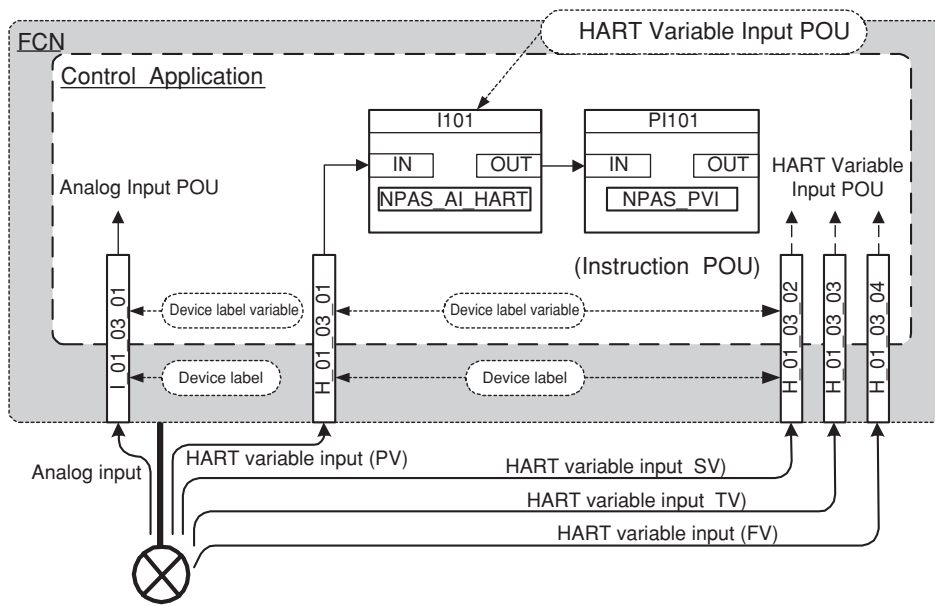 HART Variable Input POU
FCN
Control Application
I101
PI101
IN
OUT
IN
OUT
NPAS_AI_HART
NPAS_PVI
Analog Input POU
HART Variable
Input POU
(Instruction POU)
I_01_03_01
H_01_03_01
H_01_03_02
H_01_03_03
H_01_03_04
Device label variable
Device label variable
Device label
Device label
Analog input
HART variable input (PV)
HART variable input SV)
HART variable input TV)
HART variable input (FV)